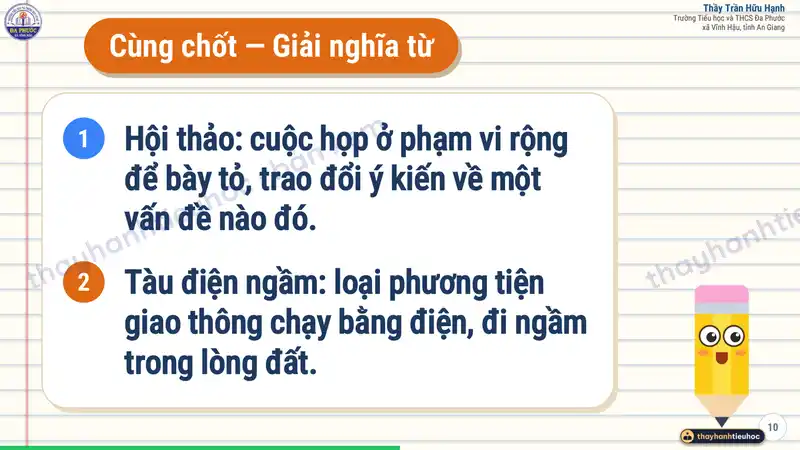 Thầy Trần Hữu Hạnh
Trường Tiểu học và THCS Đa Phước
xã Vĩnh Hậu, tỉnh An Giang
ĐA PHƯỚC
Cùng chốt – Giải nghĩa từ
1
Hội thảo: cuộc họp ở phạm vi rộng
để bày tỏ, trao đổi ý kiến về một
vấn đề nào đó.
2
Tàu điện ngầm: loại phương tiện
giao thông chạy bằng điện, đi ngầm
trong lòng đất.
thayhanhtieuhoc
10